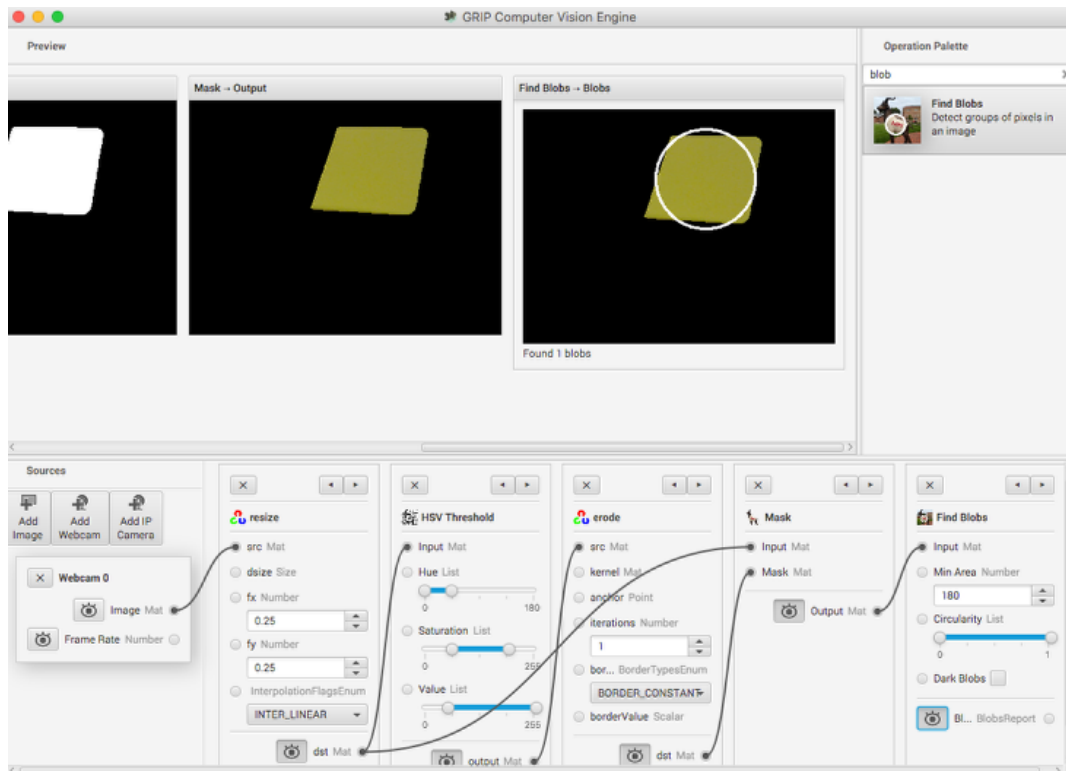 GRIP Computer Vision Engine
Preview
Operation Palette
blob
Find Blobs
Detect groups of pixels in
an image
Mask → Output
Find Blobs → Blobs
Found 1 blobs
Sources
Add
Image
Add
Webcam
Add IP
Camera
Webcam 0
Image Mat
Frame Rate Number
resize
src Mat
dsize Size
fx Number
0.25
fy Number
0.25
InterpolationFlagsEnum
INTER_LINEAR
dst Mat
HSV Threshold
Input Mat
Hue List
0 180
Saturation List
0 255
Value List
0 255
output Mat
erode
src Mat
kernel Mat
anchor Point
iterations Number
1
bor... BorderTypesEnum
BORDER_CONSTANT
borderValue Scalar
dst Mat
Mask
Input Mat
Mask Mat
Output Mat
Find Blobs
Input Mat
Min Area Number
180
Circularity List
0 1
Dark Blobs
Bl... BlobsReport